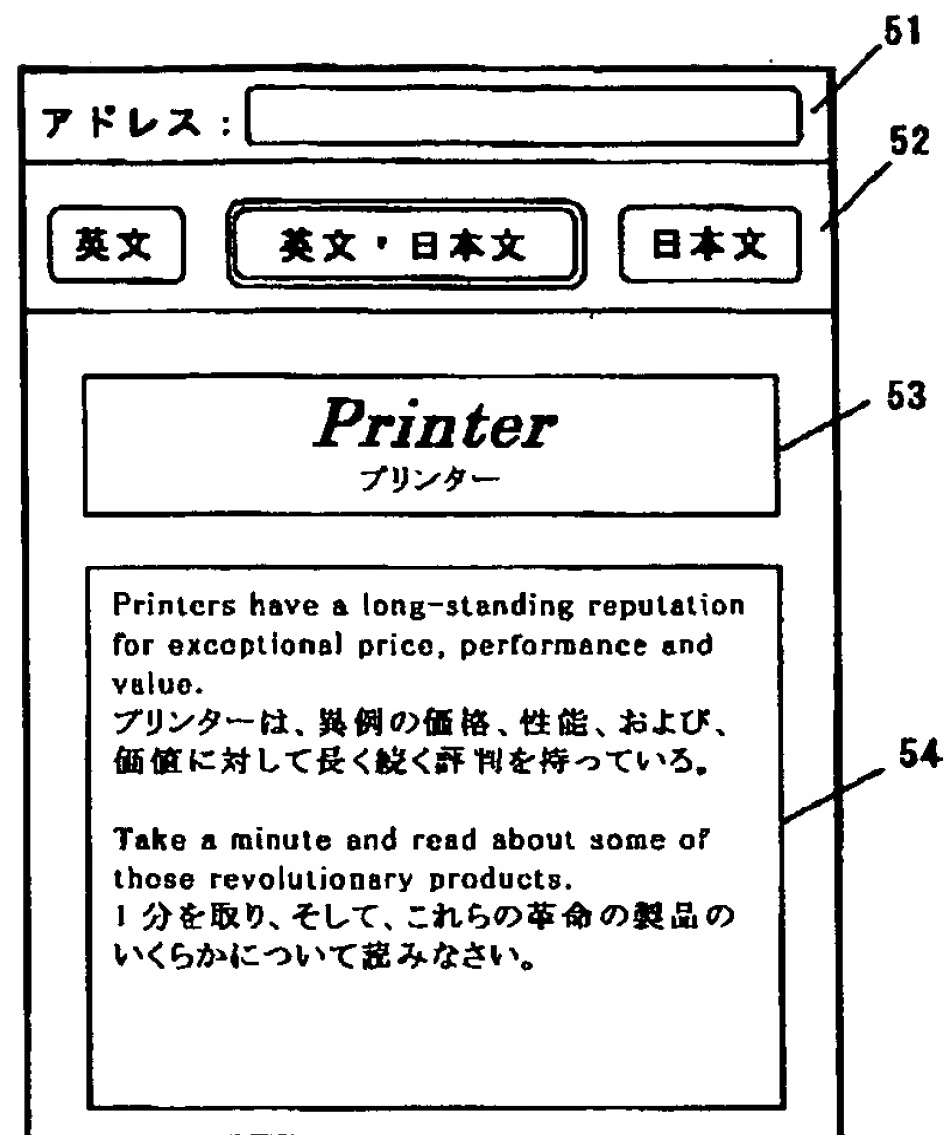 51
アドレス:
52
英文 英文・日本文 日本文
53
Printer
プリンター
Printers have a long-standing reputation
for exceptional price, performance and
value.
プリンターは、異例の価格、性能、および、
価値に対して長く続く評判を持っている。
54
Take a minute and read about some of
these revolutionary products.
1分を取り、そして、これらの革命の製品の
いくらかについて読みなさい。